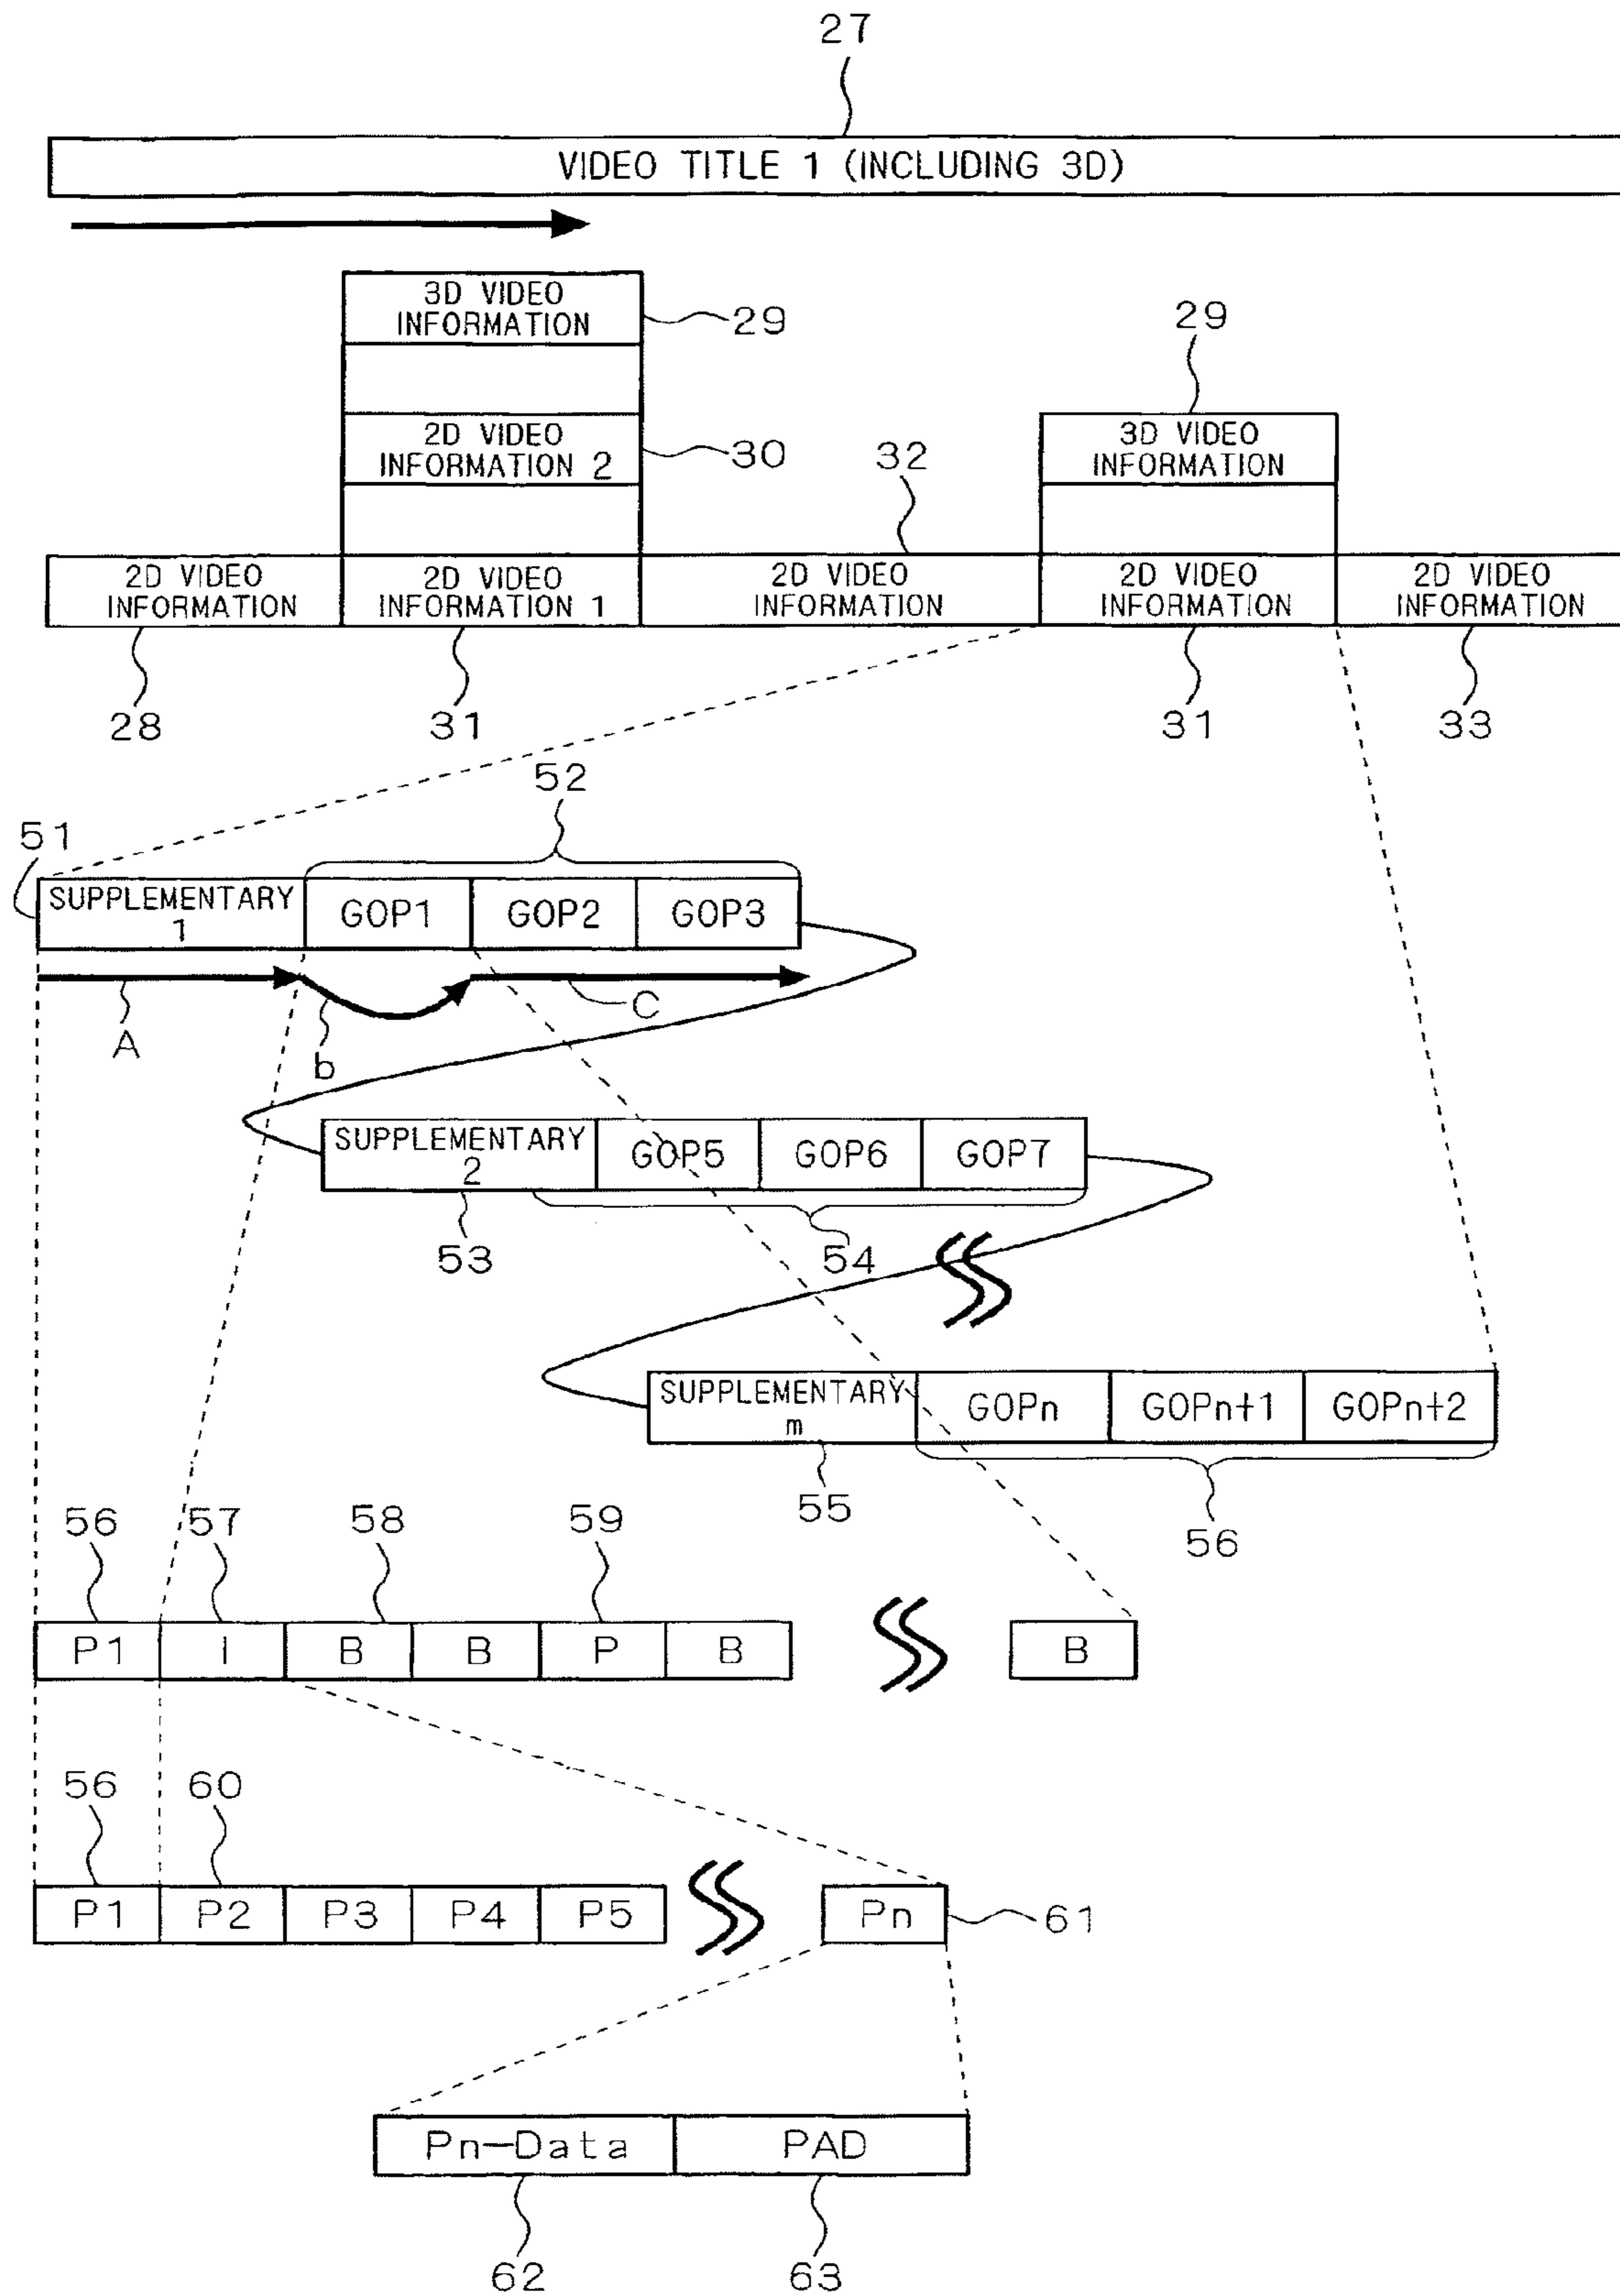 27
VIDEO TITLE 1 (INCLUDING 3D)
3D VIDEO
INFORMATION
29
29
2D VIDEO
INFORMATION 2
30
32
3D VIDEO
INFORMATION
2D VIDEO
INFORMATION
2D VIDEO
INFORMATION 1
2D VIDEO
INFORMATION
2D VIDEO
INFORMATION
2D VIDEO
INFORMATION
28
31
31
33
52
51
SUPPLEMENTARY
1
GOP1
GOP2
GOP3
A
b
C
SUPPLEMENTARY
2
GOP5
GOP6
GOP7
53
54
SUPPLEMENTARY
m
GOPn
GOPn+1
GOPn+2
55
56
56
57
58
59
P1
I
B
B
P
B
B
56
60
P1
P2
P3
P4
P5
Pn
61
Pn-Data
PAD
62
63